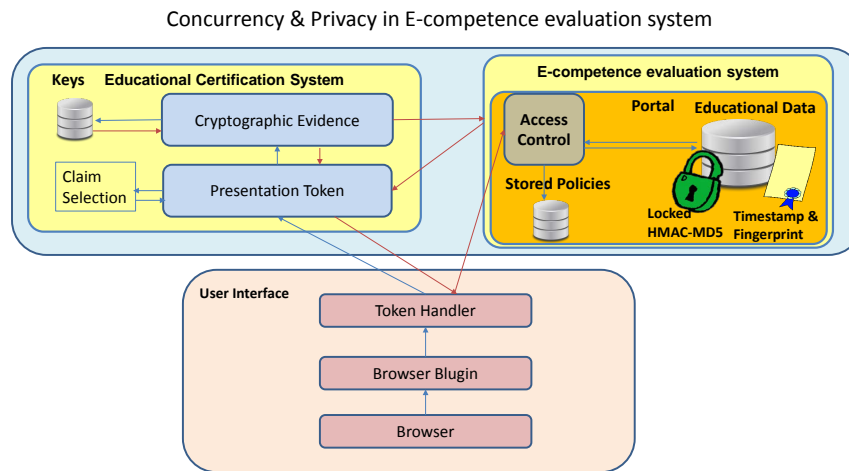 Concurrency & Privacy in E-competence evaluation system
Keys
Educational Certification System
Cryptographic Evidence
Claim
Selection
Presentation Token
E-competence evaluation system
Portal
Educational Data
Access
Control
Stored Policies
Locked
HMAC-MD5
Timestamp &
Fingerprint
User Interface
Token Handler
Browser Blugin
Browser